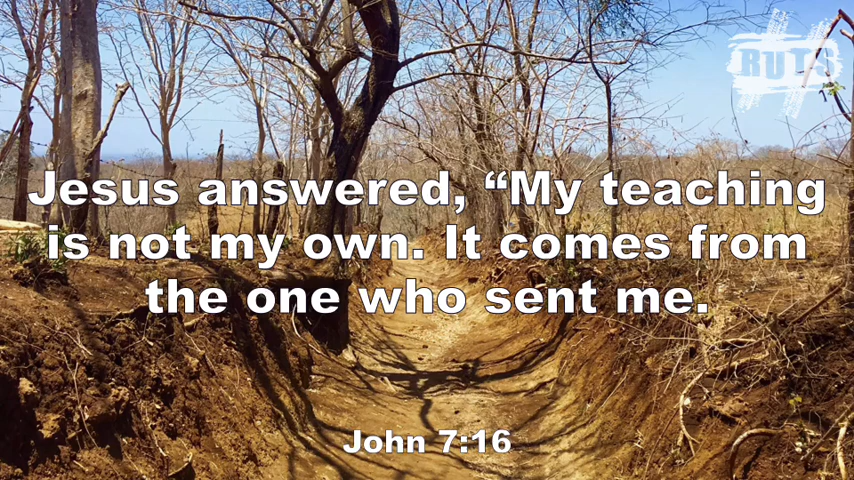 RUTS
Jesus answered, “My teaching
is not my own. It comes from
the one who sent me.
John 7:16